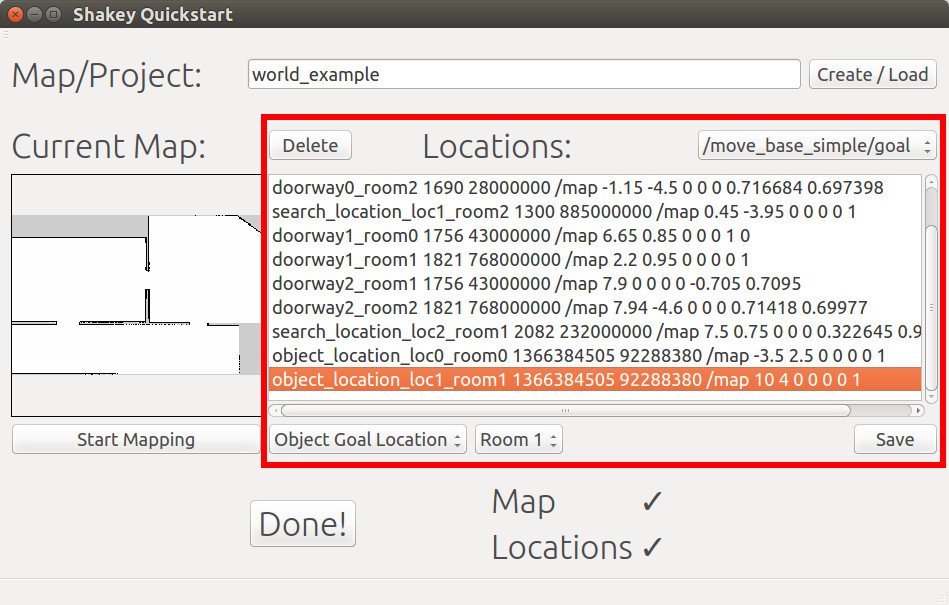 Shakey Quickstart
Map/Project: world_example Create / Load
Current Map: Delete Locations: /move_base_simple/goal
doorway0_room2 1690 28000000 /map -1.15 -4.5 0 0 0 0.716684 0.697398
search_location_loc1_room2 1300 885000000 /map 0.45 -3.95 0 0 0 0 1
doorway1_room0 1756 43000000 /map 6.65 0.85 0 0 0 1 0
doorway1_room1 1821 768000000 /map 2.2 0.95 0 0 0 0 1
doorway2_room1 1756 43000000 /map 7.9 0 0 0 0 -0.705 0.7095
doorway2_room2 1821 768000000 /map 7.94 -4.6 0 0 0 0.71418 0.69977
search_location_loc2_room1 2082 232000000 /map 7.5 0.75 0 0 0 0.322645 0.9
object_location_loc0_room0 1366384505 92288380 /map -3.5 2.5 0 0 0 0 1
object_location_loc1_room1 1366384505 92288380 /map 10 4 0 0 0 0 1
Start Mapping Object Goal Location Room 1 Save
Done! Map ✓
Locations ✓